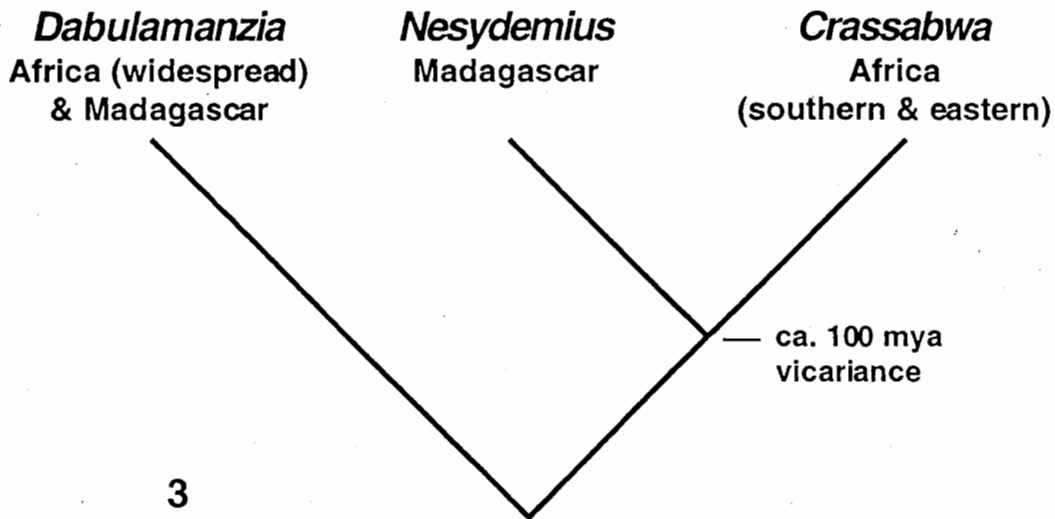 Dabulamanzia
Africa (widespread)
& Madagascar
Nesydemius
Madagascar
Crassabwa
Africa
(southern & eastern)
ca. 100 mya
vicariance
3